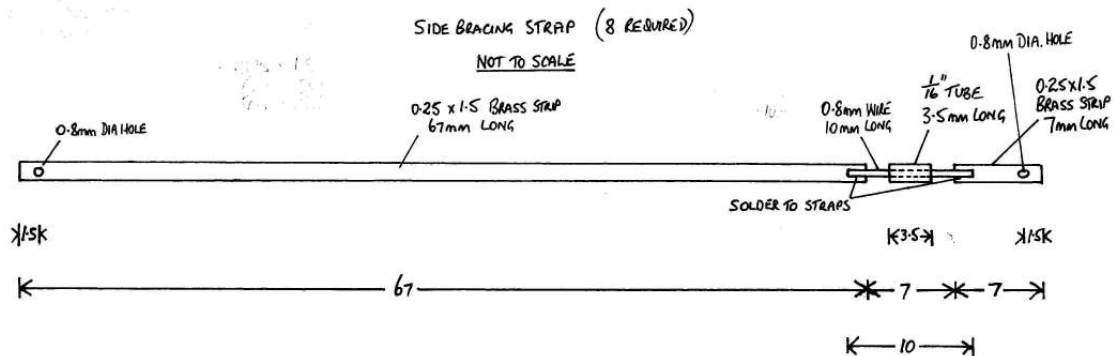 SIDE BRACING STRAP (8 REQUIRED)
NOT TO SCALE
0.8mm DIA. HOLE
1/16" TUBE
3.5mm LONG
0.25x1.5
BRASS STRIP
7mm LONG
0.25 x 1.5 BRASS STRIP
67mm LONG
0.8mm WIRE
10mm LONG
0.8mm DIA HOLE
SOLDER TO STRAPS
1.5
3.5
1.5
67
7
7
10